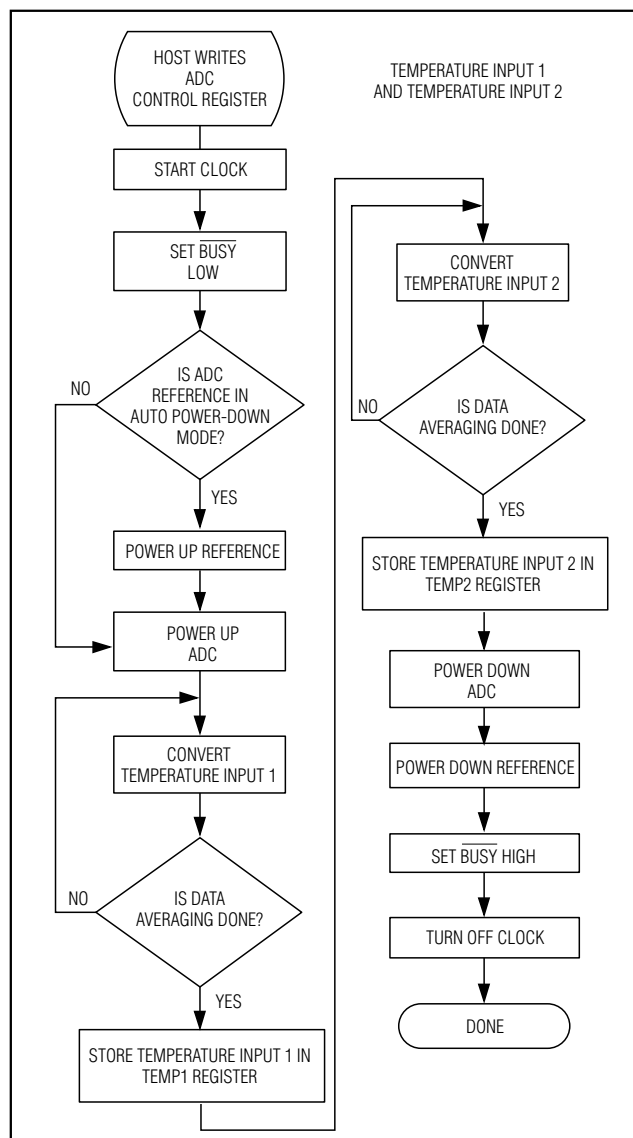 HOST WRITES
ADC
CONTROL REGISTER
START CLOCK
SET BUSY
LOW
NO
IS ADC
REFERENCE IN
AUTO POWER-DOWN
MODE?
YES
POWER UP REFERENCE
POWER UP
ADC
CONVERT
TEMPERATURE INPUT 1
NO
IS DATA
AVERAGING DONE?
YES
STORE TEMPERATURE INPUT 1 IN
TEMP1 REGISTER
TEMPERATURE INPUT 1
AND TEMPERATURE INPUT 2
CONVERT
TEMPERATURE INPUT 2
NO
IS DATA
AVERAGING DONE?
YES
STORE TEMPERATURE INPUT 2 IN
TEMP2 REGISTER
POWER DOWN
ADC
POWER DOWN REFERENCE
SET BUSY HIGH
TURN OFF CLOCK
DONE